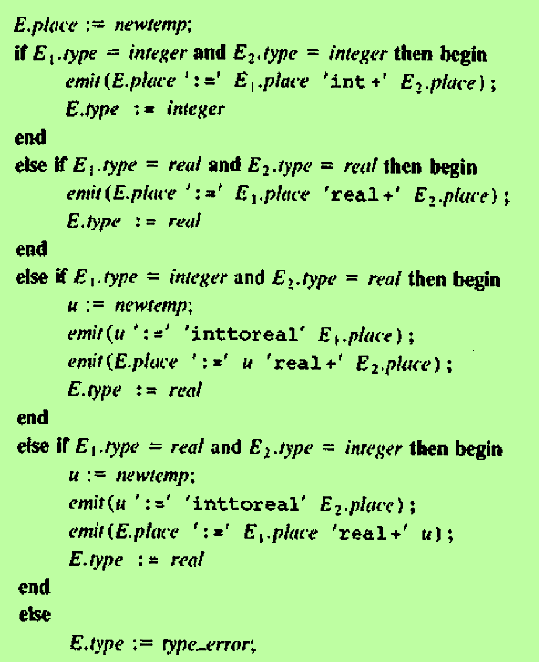 E.place := newtemp;
if E₁.type = integer and E₂.type = integer then begin
emit(E.place ':=' E₁.place 'int+' E₂.place);
E.type := integer
end
else if E₁.type = real and E₂.type = real then begin
emit(E.place ':=' E₁.place 'real+' E₂.place);
E.type := real
end
else if E₁.type = integer and E₂.type = real then begin
u := newtemp;
emit(u ':=' 'inttoreal' E₁.place);
emit(E.place ':=' u 'real+' E₂.place);
E.type := real
end
else if E₁.type = real and E₂.type = integer then begin
u := newtemp;
emit(u ':=' 'inttoreal' E₂.place);
emit(E.place ':=' E₁.place 'real+' u);
E.type := real
end
else
E.type := type_error;